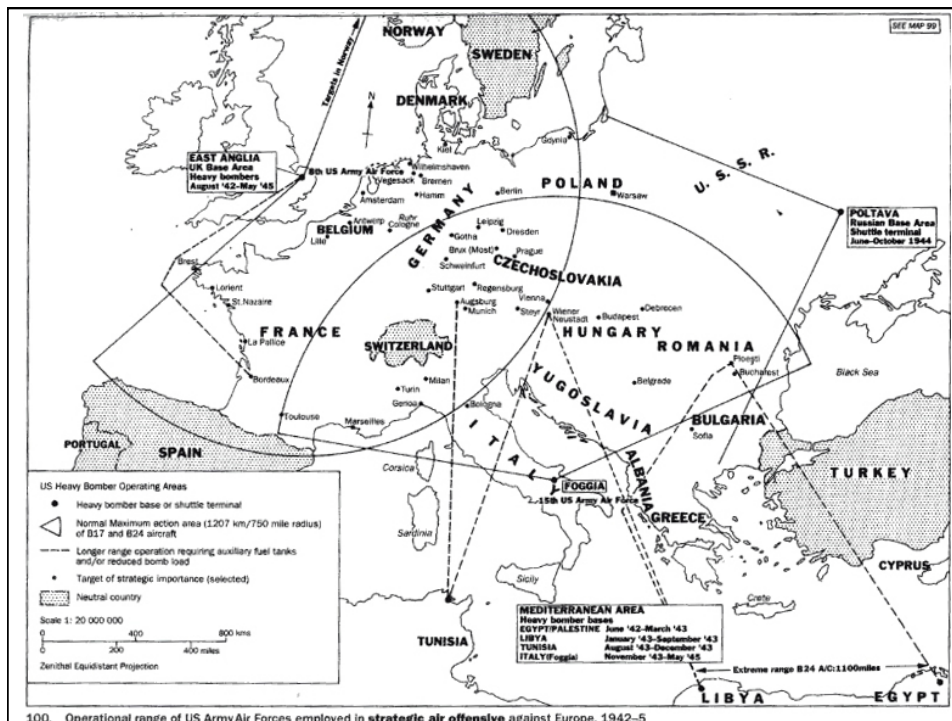 SEE MAP 99
NORWAY
SWEDEN
Targets in Norway
N
DENMARK
EAST ANGLIA
UK Base Area
Heavy bombers
August '42–May '45
8th US Army Air Force
Kiel
Gdynia
Wilhelmshaven
Vegesack
Bremen
Hamm
Amsterdam
Berlin
POLAND
Warsaw
U. S. S. R.
POLTAVA
Russian Base Area
Shuttle terminal
June–October 1944
Antwerp
Ruhr
Cologne
BELGIUM
Lille
GERMANY
Leipzig
Gotha
Dresden
Brux (Most)
Prague
Schweinfurt
CZECHOSLOVAKIA
Brest
Lorient
St. Nazaire
Stuttgart
Regensburg
Augsburg
Munich
Vienna
Steyr
Wiener
Neustadt
Budapest
Debrecen
HUNGARY
FRANCE
La Pallice
SWITZERLAND
ROMANIA
Ploesti
Bucharest
Black Sea
Bordeaux
Turin
Milan
Genoa
Bologna
Belgrade
YUGOSLAVIA
Toulouse
Marseilles
ITALY
BULGARIA
Sofia
PORTUGAL
SPAIN
Corsica
FOGGIA
15th US Army Air Force
ALBANIA
TURKEY
GREECE
Sardinia
Sicily
Crete
CYPRUS
US Heavy Bomber Operating Areas
Heavy bomber base or shuttle terminal
Normal Maximum action area (1207 km/750 mile radius)
of B17 and B24 aircraft
Longer range operation requiring auxiliary fuel tanks
and/or reduced bomb load
Target of strategic importance (selected)
Neutral country
Scale 1: 20 000 000
0 400 800 kms
0 200 400 miles
Zenithal Equidistant Projection
TUNISIA
MEDITERRANEAN AREA
Heavy bomber bases
EGYPT/PALESTINE June '42–March '43
LIBYA January '43–September '43
TUNISIA August '43–December '43
ITALY(Foggia) November '43–May '45
Extreme range B24 A/C:1100miles
LIBYA
EGYPT
100. Operational range of US Army Air Forces employed in strategic air offensive against Europe, 1942–5